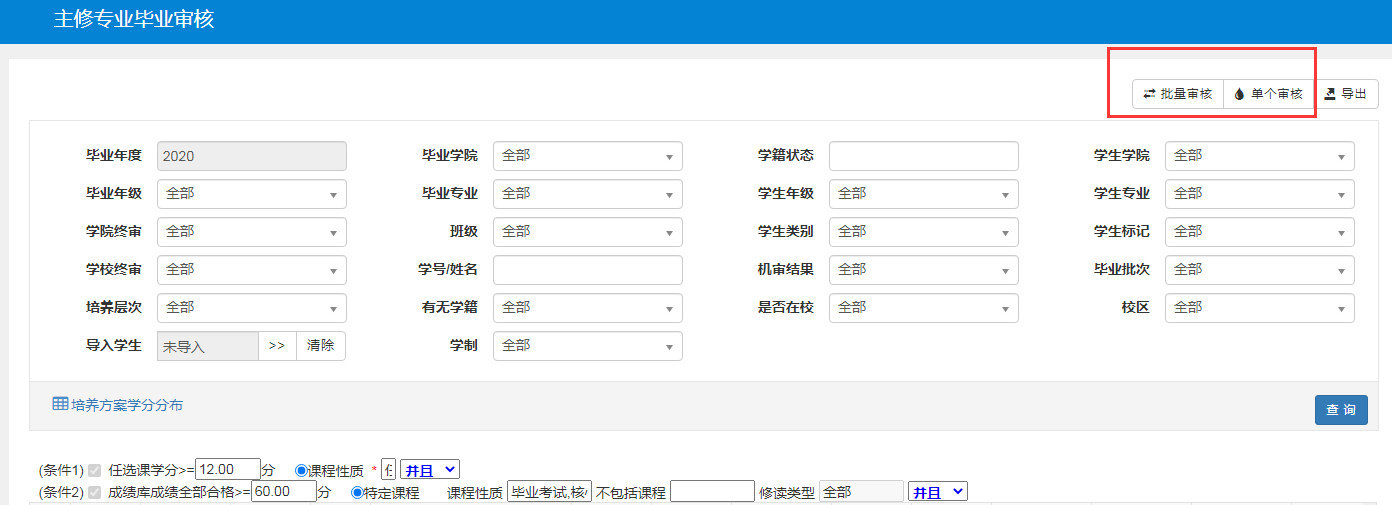 主修专业毕业审核
批量审核 单个审核 导出
毕业年度 2020 毕业学院 全部 学籍状态 学生学院 全部
毕业年级 全部 毕业专业 全部 学生年级 全部 学生专业 全部
学院终审 全部 班级 全部 学生类别 全部 学生标记 全部
学校终审 全部 学号/姓名 机审结果 全部 毕业批次 全部
培养层次 全部 有无学籍 全部 是否在校 全部 校区 全部
导入学生 未导入 >> 清除 学制 全部
培养方案学分分布 查询
(条件1) 任选课学分>=12.00分 课程性质 * 并且
(条件2) 成绩库成绩全部合格>=60.00分 特定课程 课程性质 毕业考试,核 不包括课程 修读类型 全部 并且